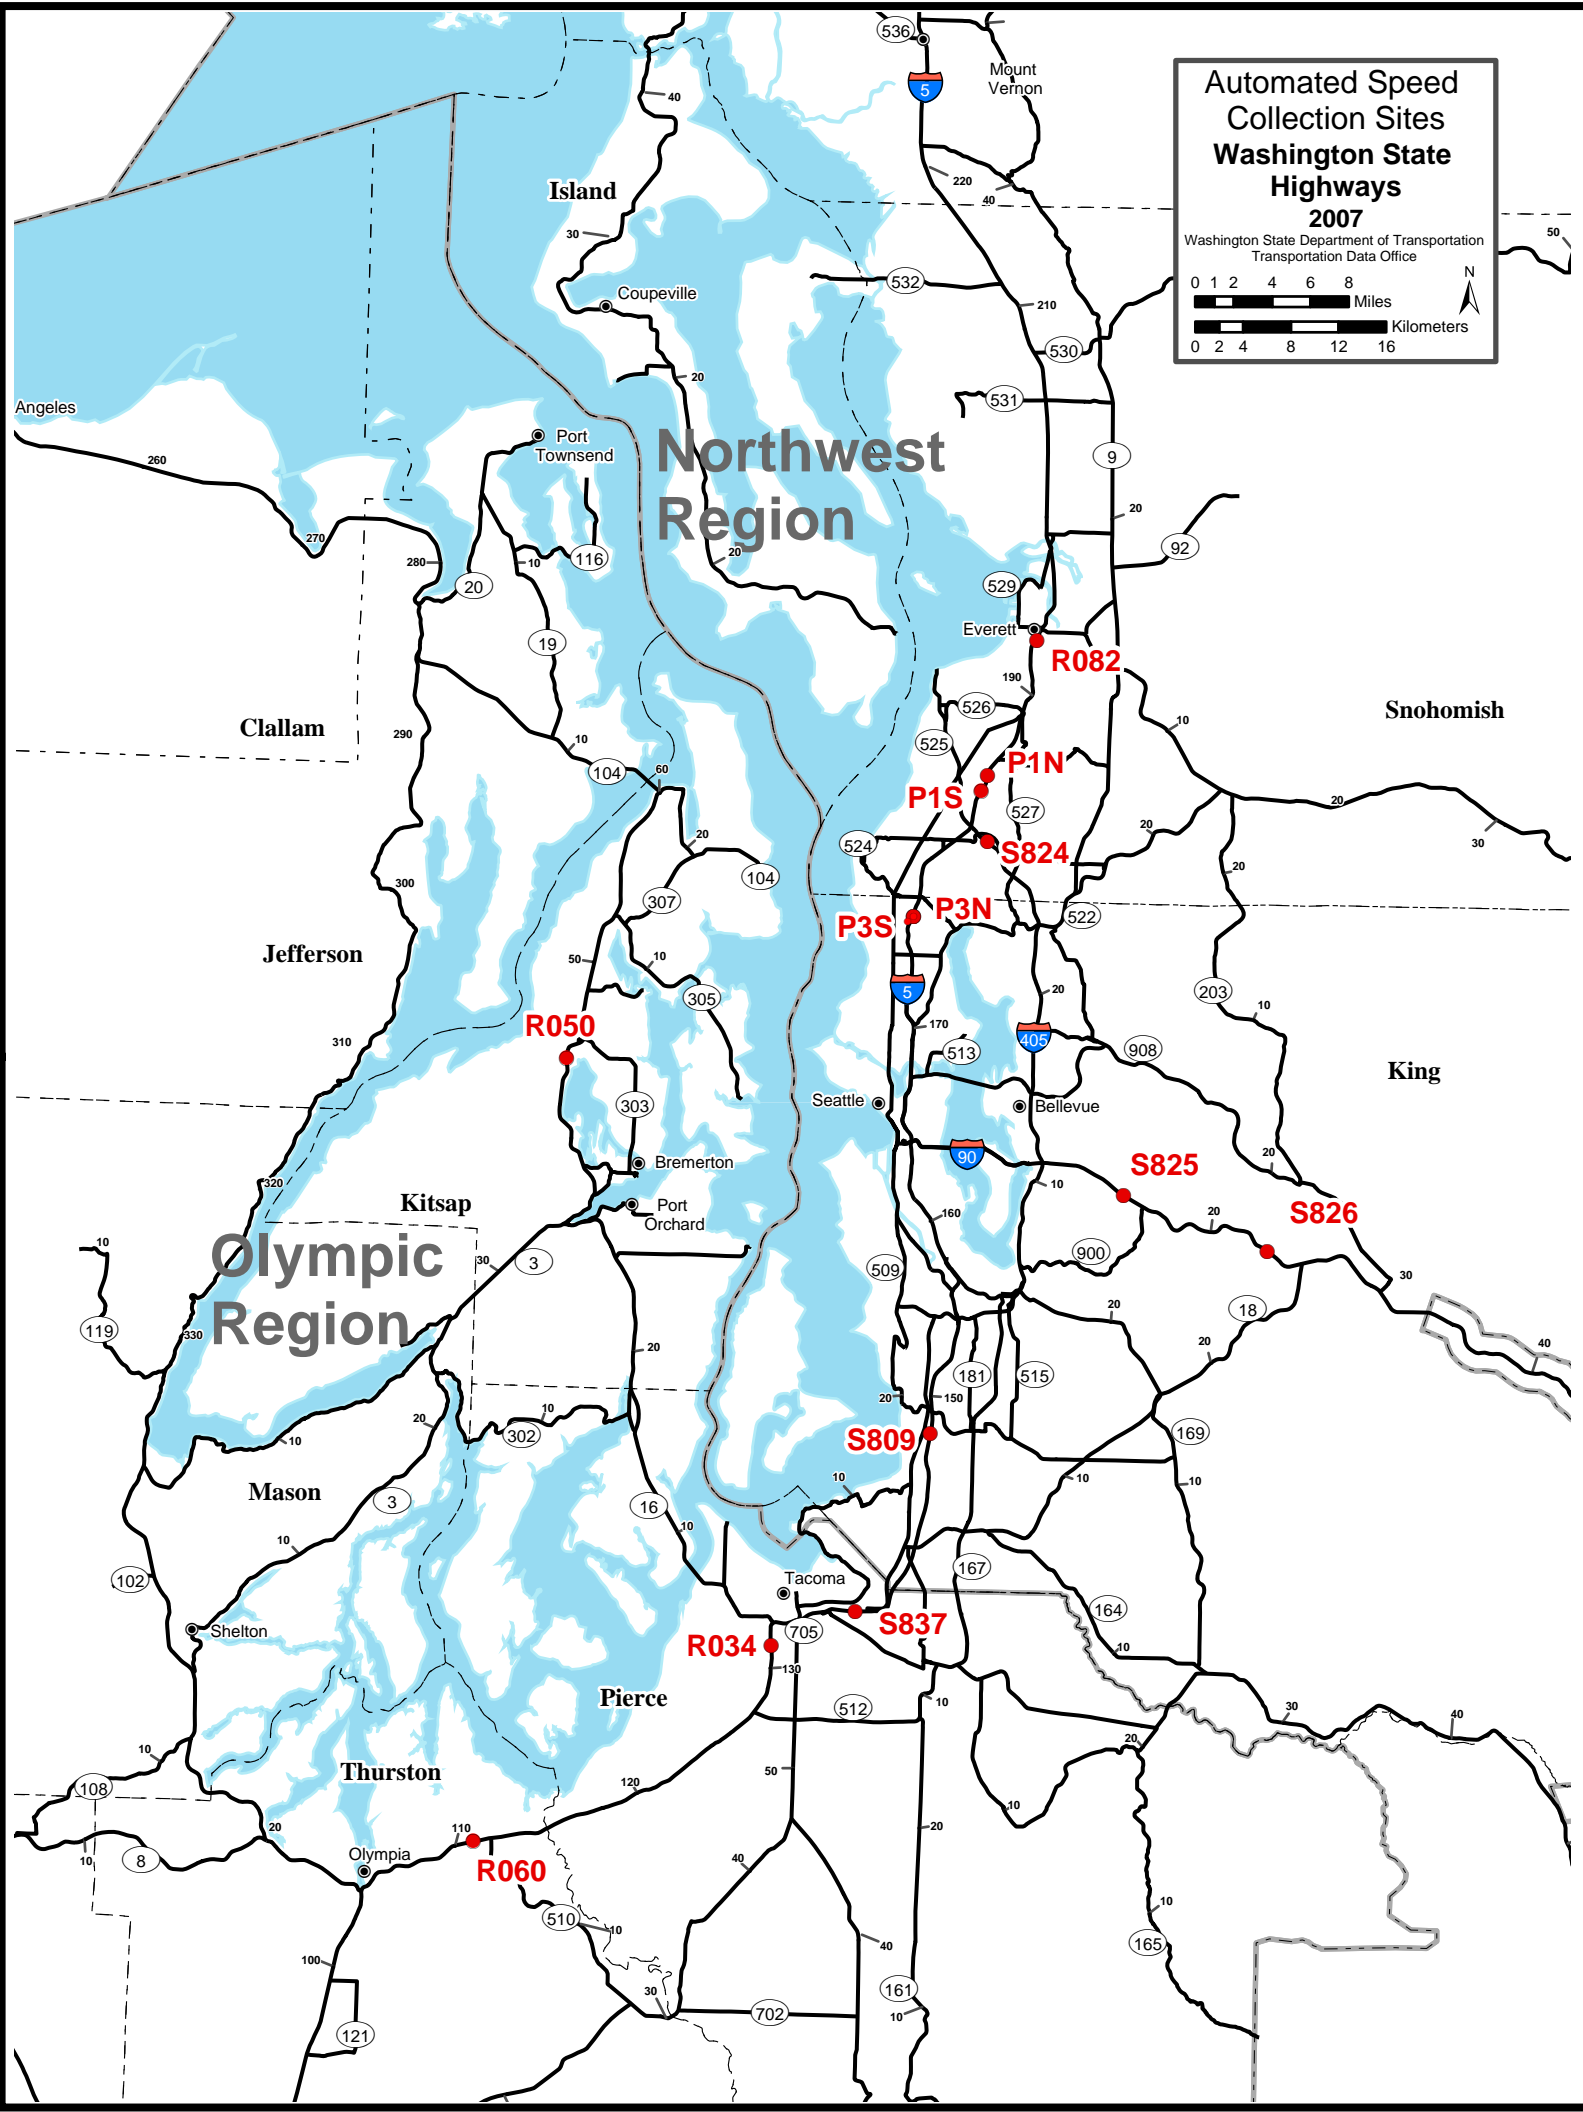 Automated Speed
Collection Sites
Washington State
Highways
2007
Washington State Department of Transportation
Transportation Data Office
0 1 2 4 6 8
Miles
Kilometers
0 2 4 8 12 16
N
536
5
Mount
Vernon
40
Island
220
40
50
30
532
Coupeville
210
530
20
531
Angeles
Port
Townsend
260
Northwest
Region
9
20
270
92
280
10
116
20
20
529
Everett
R082
19
190
526
Snohomish
Clallam
290
10
10
525
104
60
P1N
P1S
527
20
20
20
524
S824
30
104
20
300
307
P3N
522
P3S
Jefferson
50
10
5
20
203
305
10
R050
170
310
513
405
908
King
303
Seattle
Bellevue
90
20
Bremerton
S825
320
10
Kitsap
Port
Orchard
160
20
S826
10
Olympic
Region
30
3
900
509
30
119
330
20
18
20
20
40
181
515
20
150
20
10
302
S809
169
10
Mason
10
10
10
3
16
10
10
102
167
Tacoma
164
Shelton
705
S837
R034
10
130
Pierce
10
512
30
40
10
20
Thurston
120
50
108
10
20
110
20
10
8
Olympia
R060
40
10
510
10
40
165
100
30
161
702
10
121